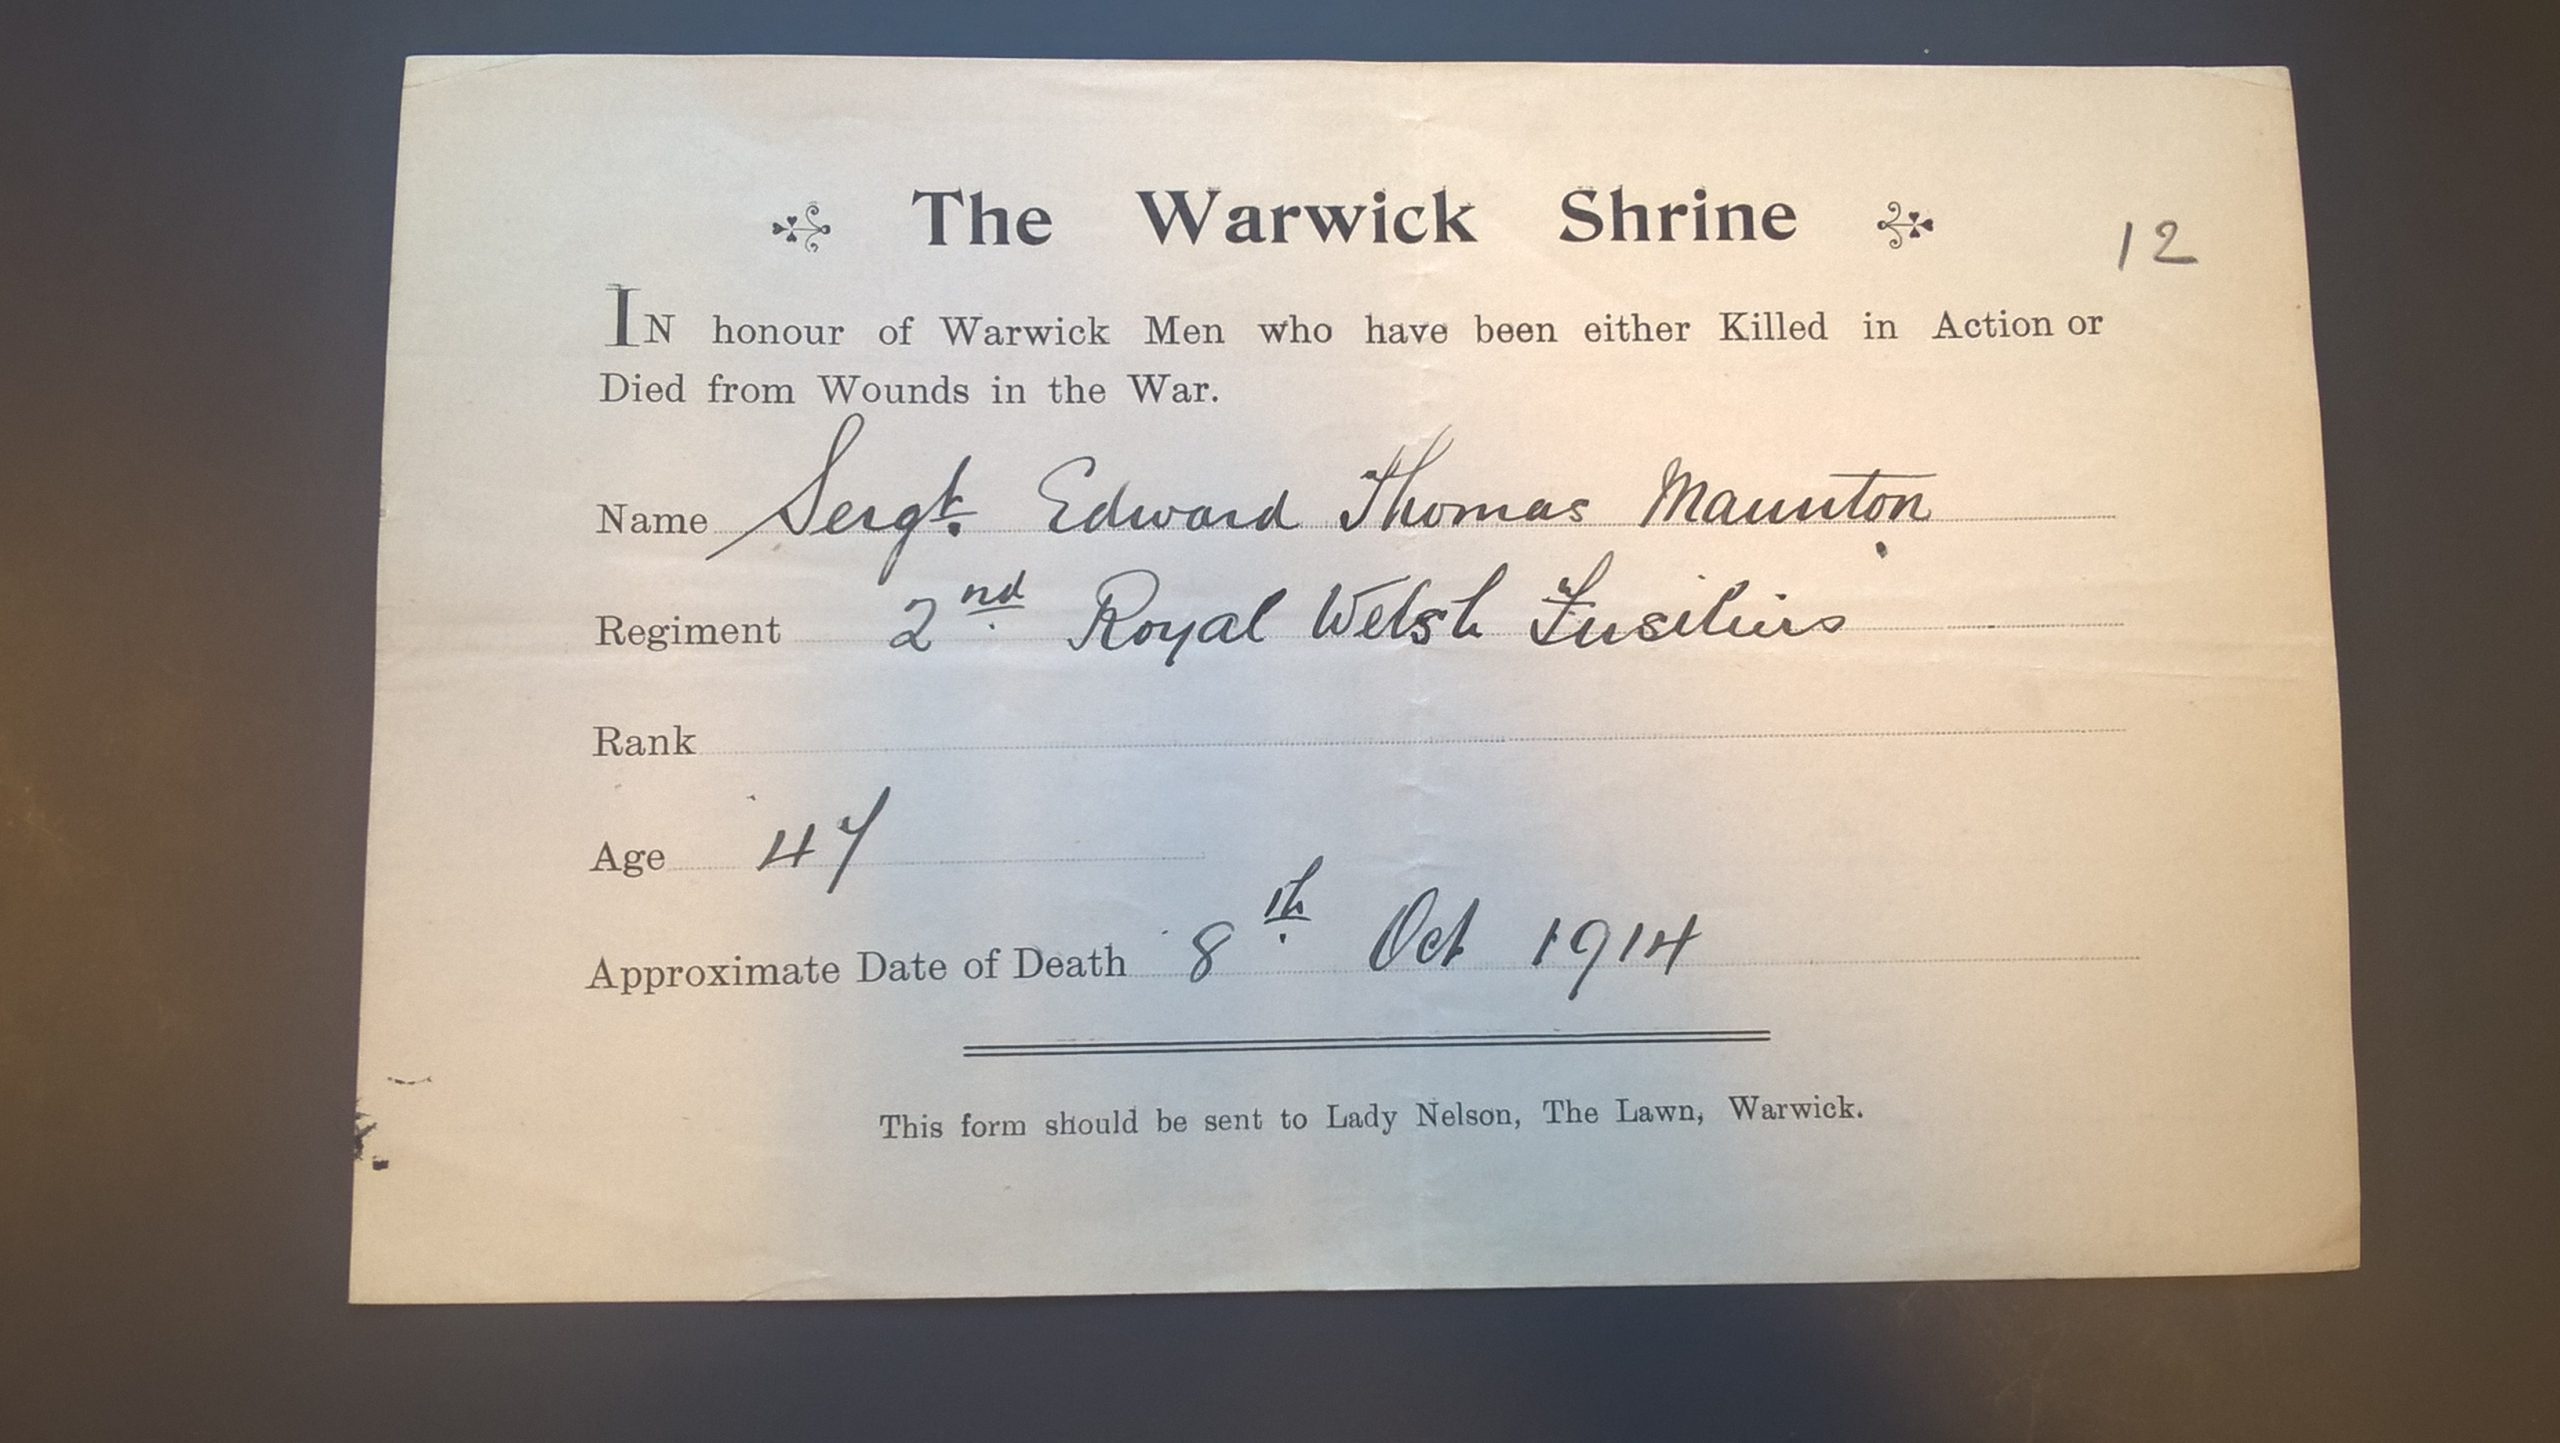 The Warwick Shrine
12
IN honour of Warwick Men who have been either Killed in Action or
Died from Wounds in the War.
Name Sergt. Edward Thomas Maunton
Regiment 2nd Royal Welsh Fusiliers
Rank
Age 47
Approximate Date of Death 8th Oct 1914
This form should be sent to Lady Nelson, The Lawn, Warwick.